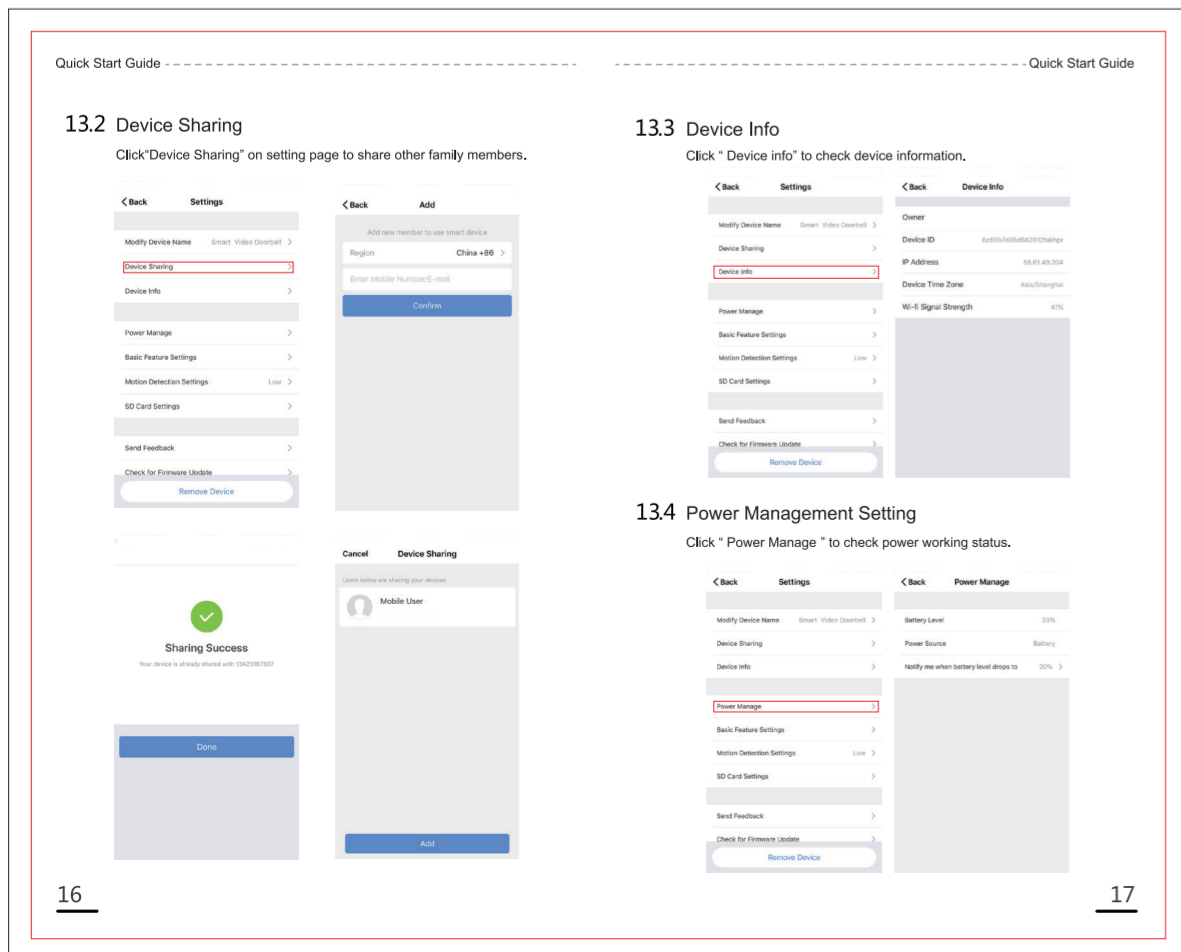 Quick Start Guide
13.2 Device Sharing
Click"Device Sharing" on setting page to share other family members.
Back Settings
Modify Device Name Smart Video Doorbell
Device Sharing
Device Info
Power Manage
Basic Feature Settings
Motion Detection Settings Low
SD Card Settings
Send Feedback
Check for Firmware Update
Remove Device
Back Add
Add new member to use smart device
Region China +86
Enter Mobile Number/E-mail
Confirm
Sharing Success
Your device is already shared with 13425187567
Done
Cancel Device Sharing
Users below are sharing your devices
Mobile User
Add
16
Quick Start Guide
13.3 Device Info
Click " Device info" to check device information.
Back Settings
Modify Device Name Smart Video Doorbell
Device Sharing
Device Info
Power Manage
Basic Feature Settings
Motion Detection Settings Low
SD Card Settings
Send Feedback
Check for Firmware Update
Remove Device
Back Device Info
Owner
Device ID
IP Address 58.61.49.204
Device Time Zone Asia/Shanghai
Wi-fi Signal Strength 41%
13.4 Power Management Setting
Click " Power Manage " to check power working status.
Back Settings
Modify Device Name Smart Video Doorbell
Device Sharing
Device Info
Power Manage
Basic Feature Settings
Motion Detection Settings Low
SD Card Settings
Send Feedback
Check for Firmware Update
Remove Device
Back Power Manage
Battery Level 23%
Power Source Battery
Notify me when battery level drops to 20%
17